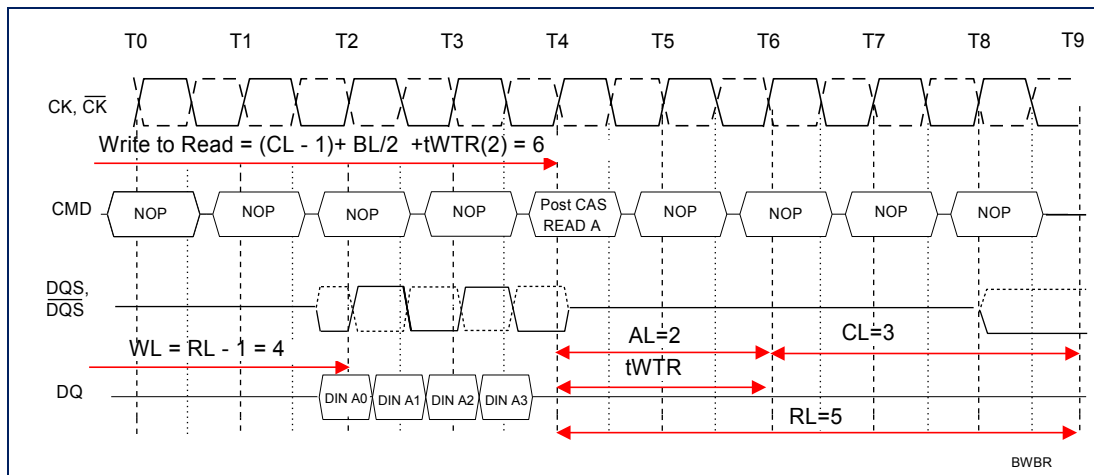 T0 T1 T2 T3 T4 T5 T6 T7 T8 T9
CK, CK
Write to Read = (CL - 1)+ BL/2 +tWTR(2) = 6
CMD NOP NOP NOP NOP Post CAS READ A NOP NOP NOP NOP
DQS,
DQS
WL = RL - 1 = 4
AL=2 CL=3
tWTR
DQ DIN A0 DIN A1 DIN A2 DIN A3
RL=5
BWBR